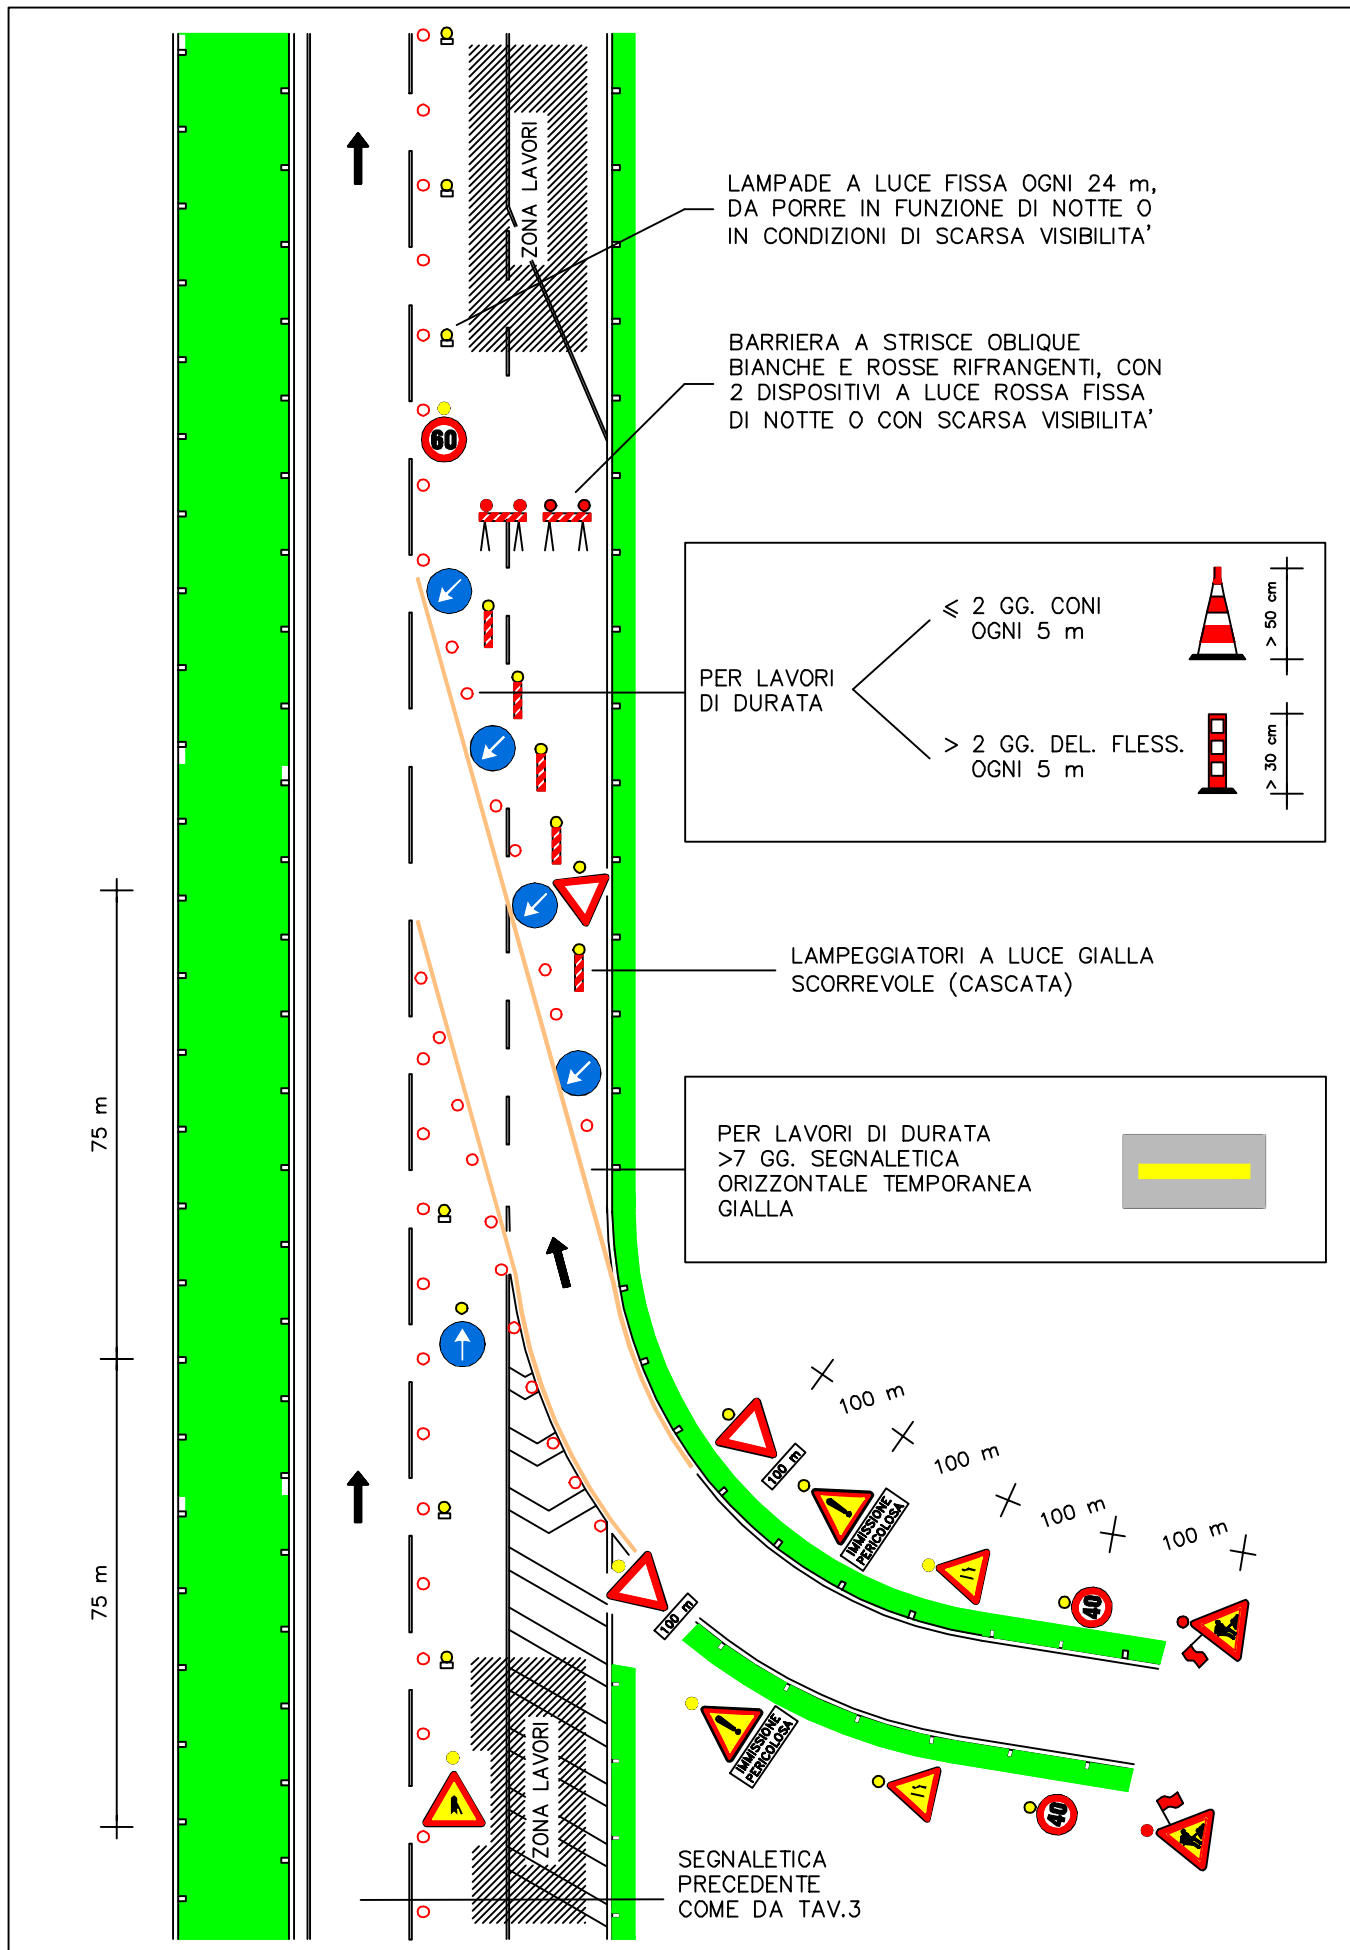 ZONA LAVORI
LAMPADE A LUCE FISSA OGNI 24 m,
DA PORRE IN FUNZIONE DI NOTTE O
IN CONDIZIONI DI SCARSA VISIBILITA'
BARRIERA A STRISCE OBLIQUE
BIANCHE E ROSSE RIFRANGENTI, CON
2 DISPOSITIVI A LUCE ROSSA FISSA
DI NOTTE O CON SCARSA VISIBILITA'
60
PER LAVORI
DI DURATA
⩽ 2 GG. CONI
OGNI 5 m
> 50 cm
> 2 GG. DEL. FLESS.
OGNI 5 m
> 30 cm
LAMPEGGIATORI A LUCE GIALLA
SCORREVOLE (CASCATA)
75 m
PER LAVORI DI DURATA
>7 GG. SEGNALETICA
ORIZZONTALE TEMPORANEA
GIALLA
100 m
100 m
100 m
100 m
100 m
IMMISSIONE
PERICOLOSA
40
75 m
100 m
IMMISSIONE
PERICOLOSA
40
ZONA LAVORI
SEGNALETICA
PRECEDENTE
COME DA TAV.3